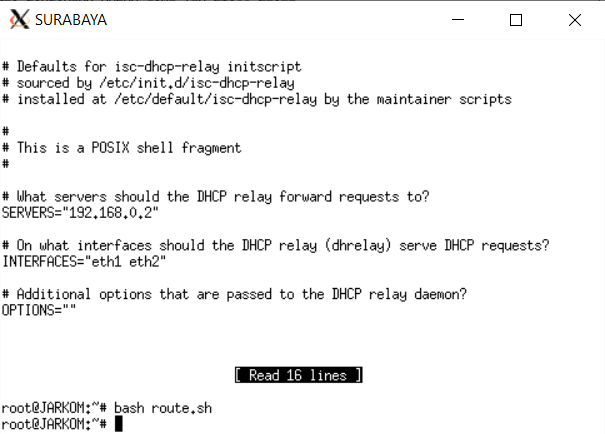 SURABAYA
# Defaults for isc-dhcp-relay initscript
# sourced by /etc/init.d/isc-dhcp-relay
# installed at /etc/default/isc-dhcp-relay by the maintainer scripts
#
# This is a POSIX shell fragment
#
# What servers should the DHCP relay forward requests to?
SERVERS="192.168.0.2"
# On what interfaces should the DHCP relay (dhrelay) serve DHCP requests?
INTERFACES="eth1 eth2"
# Additional options that are passed to the DHCP relay daemon?
OPTIONS=""
[ Read 16 lines ]
root@JARKOM:~# bash route.sh
root@JARKOM:~#